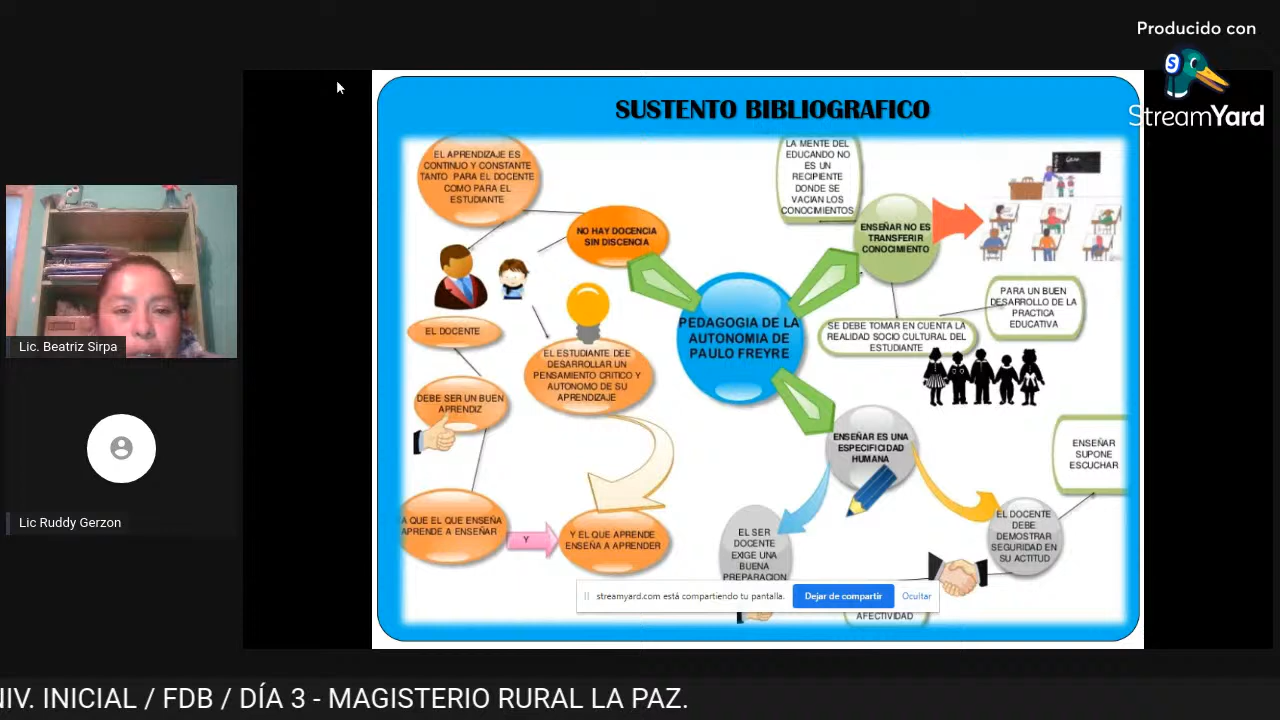 Producido con
StreamYard
SUSTENTO BIBLIOGRAFICO
EL APRENDIZAJE ES
CONTINUO Y CONSTANTE
TANTO PARA EL DOCENTE
COMO PARA EL
ESTUDIANTE
NO HAY DOCENCIA
SIN DISCENCIA
EL DOCENTE
DEBE SER UN BUEN
APRENDIZ
EL ESTUDIANTE DEE
DESARROLLAR UN
PENSAMIENTO CRITICO Y
AUTONOMO DE SU
APRENDIZAJE
A QUE EL QUE ENSEÑA
APRENDE A ENSEÑAR
Y
Y EL QUE APRENDE
ENSEÑA A APRENDER
PEDAGOGIA DE LA
AUTONOMIA DE
PAULO FREYRE
LA MENTE DEL
EDUCANDO NO
ES UN
RECIPIENTE
DONDE SE
VACIAN LOS
CONOCIMIENTOS
ENSEÑAR NO ES
TRANSFERIR
CONOCIMIENTO
PARA UN BUEN
DESARROLLO DE LA
PRACTICA
EDUCATIVA
SE DEBE TOMAR EN CUENTA LA
REALIDAD SOCIO CULTURAL DEL
ESTUDIANTE
ENSEÑAR ES UNA
ESPECIFICIDAD
HUMANA
ENSEÑAR
SUPONE
ESCUCHAR
EL DOCENTE
DEBE
DEMOSTRAR
SEGURIDAD EN
SU ACTITUD
EL SER
DOCENTE
EXIGE UNA
BUENA
PREPARACION
AFECTIVIDAD
streamyard.com está compartiendo tu pantalla.
Dejar de compartir
Ocultar
Lic. Beatriz Sirpa
Lic Ruddy Gerzon
NIV. INICIAL / FDB / DÍA 3 - MAGISTERIO RURAL LA PAZ.